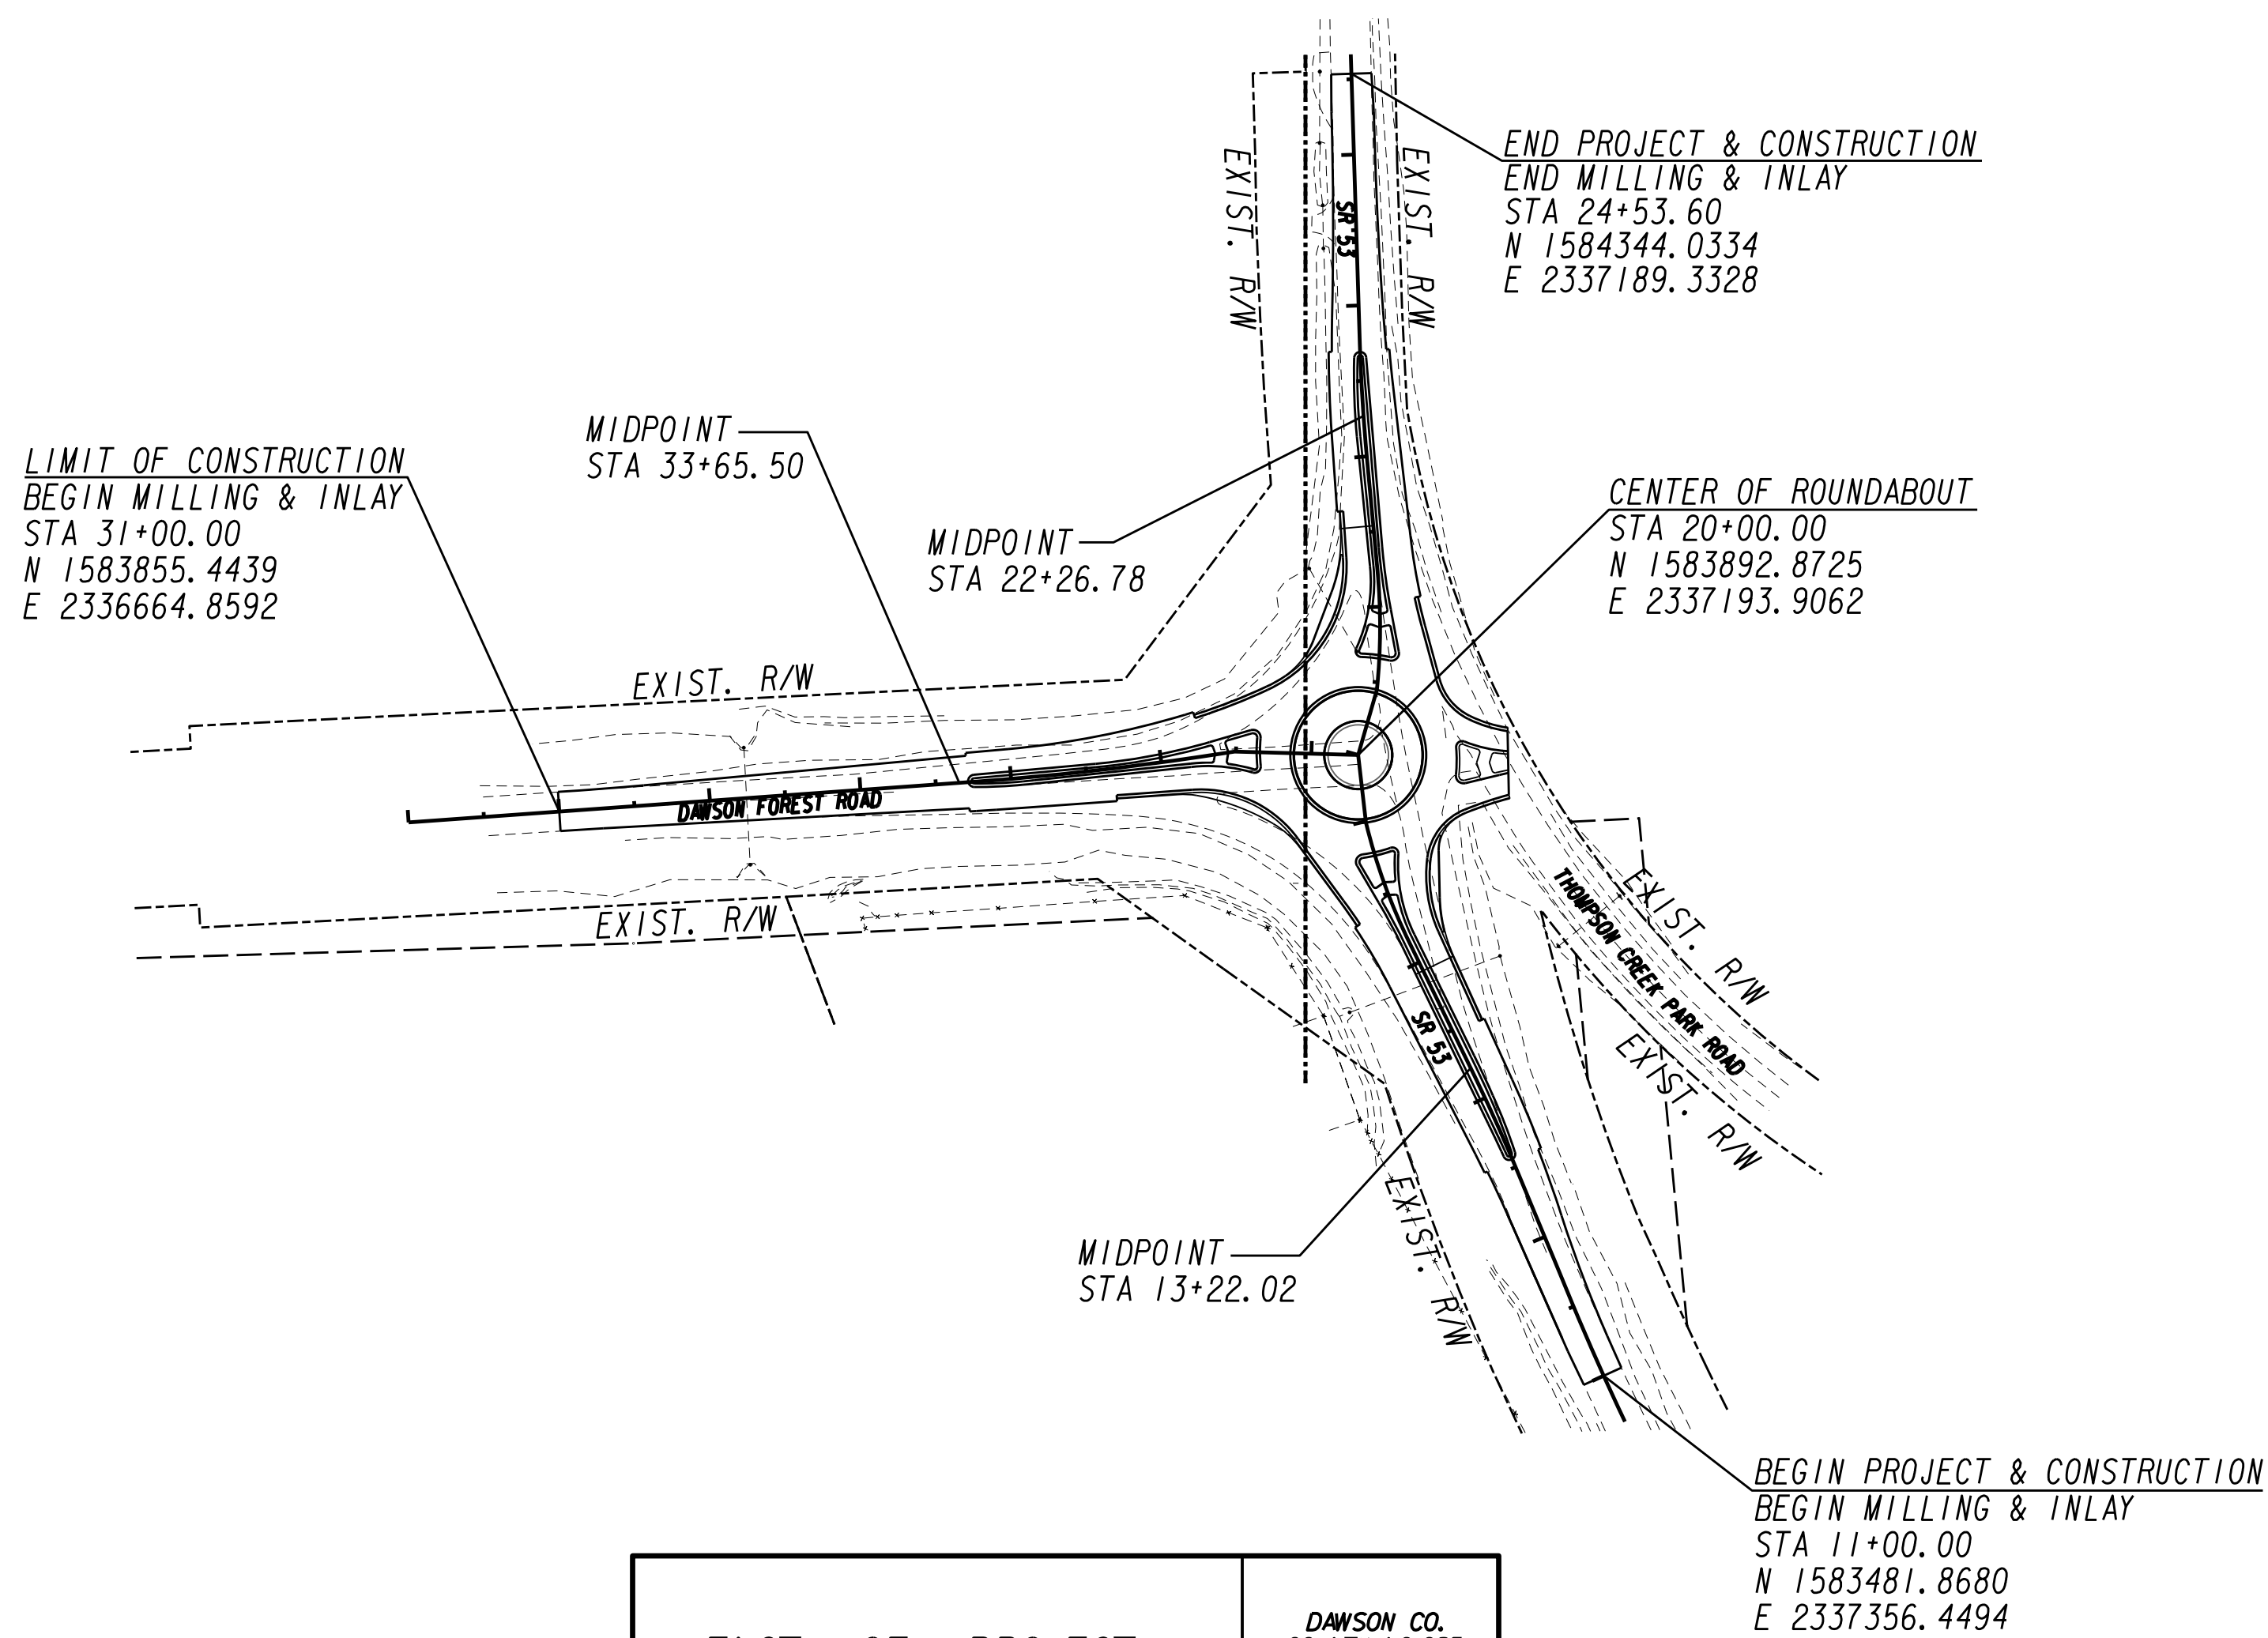 END PROJECT & CONSTRUCTION
END MILLING & INLAY
STA 24+53.60
N 1584344.0334
E 2337189.3328
EXIST. R/W
SR 53
EXIST. R/W
MIDPOINT
STA 33+65.50
LIMIT OF CONSTRUCTION
BEGIN MILLING & INLAY
STA 31+00.00
N 1583855.4439
E 2336664.8592
MIDPOINT
STA 22+26.78
CENTER OF ROUNDABOUT
STA 20+00.00
N 1583892.8725
E 2337193.9062
EXIST. R/W
DAWSON FOREST ROAD
EXIST. R/W
EXIST. R/W
THOMPSON CREEK PARK ROAD
EXIST. R/W
SR 53
MIDPOINT
STA 13+22.02
EXIST. R/W
BEGIN PROJECT & CONSTRUCTION
BEGIN MILLING & INLAY
STA 11+00.00
N 1583481.8680
E 2337356.4494
DAWSON CO.